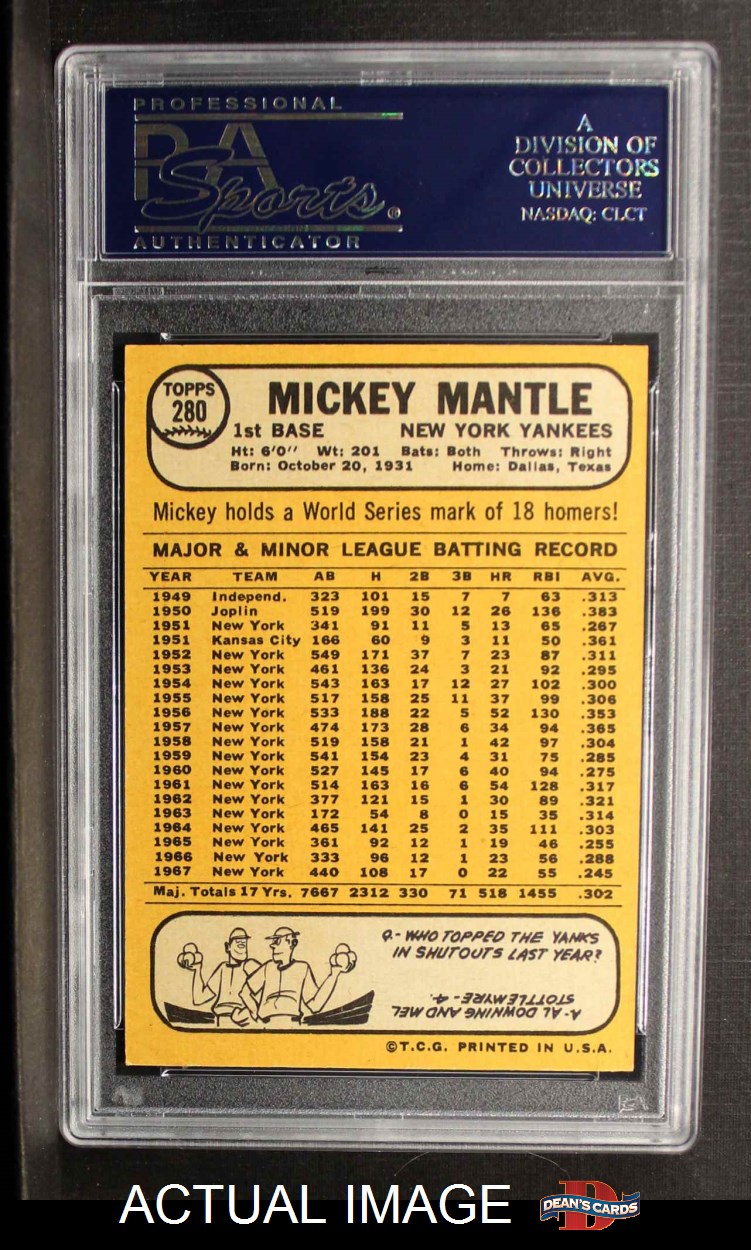 PROFESSIONAL
PSA
Sports®
AUTHENTICATOR
A
DIVISION OF
COLLECTORS
UNIVERSE
NASDAQ: CLCT
TOPPS
280
MICKEY MANTLE
1st BASE NEW YORK YANKEES
Ht: 6'0" Wt: 201 Bats: Both Throws: Right
Born: October 20, 1931 Home: Dallas, Texas
Mickey holds a World Series mark of 18 homers!
MAJOR & MINOR LEAGUE BATTING RECORD
YEAR TEAM AB H 2B 3B HR RBI AVG.
1949 Independ. 323 101 15 7 7 63 .313
1950 Joplin 519 199 30 12 26 136 .383
1951 New York 341 91 11 5 13 65 .267
1951 Kansas City 166 60 9 3 11 50 .361
1952 New York 549 171 37 7 23 87 .311
1953 New York 461 136 24 3 21 92 .295
1954 New York 543 163 17 12 27 102 .300
1955 New York 517 158 25 11 37 99 .306
1956 New York 533 188 22 5 52 130 .353
1957 New York 474 173 28 6 34 94 .365
1958 New York 519 158 21 1 42 97 .304
1959 New York 541 154 23 4 31 75 .285
1960 New York 527 145 17 6 40 94 .275
1961 New York 514 163 16 6 54 128 .317
1962 New York 377 121 15 1 30 89 .321
1963 New York 172 54 8 0 15 35 .314
1964 New York 465 141 25 2 35 111 .303
1965 New York 361 92 12 1 19 46 .255
1966 New York 333 96 12 1 23 56 .288
1967 New York 440 108 17 0 22 55 .245
Maj. Totals 17 Yrs. 7667 2312 330 71 518 1455 .302
Q- WHO TOPPED THE YANKS
IN SHUTOUTS LAST YEAR?
A- AL DOWNING AND MEL
STOTTLEMYRE - 4.
©T.C.G. PRINTED IN U.S.A.
PSA
ACTUAL IMAGE
D
DEAN'S CARDS